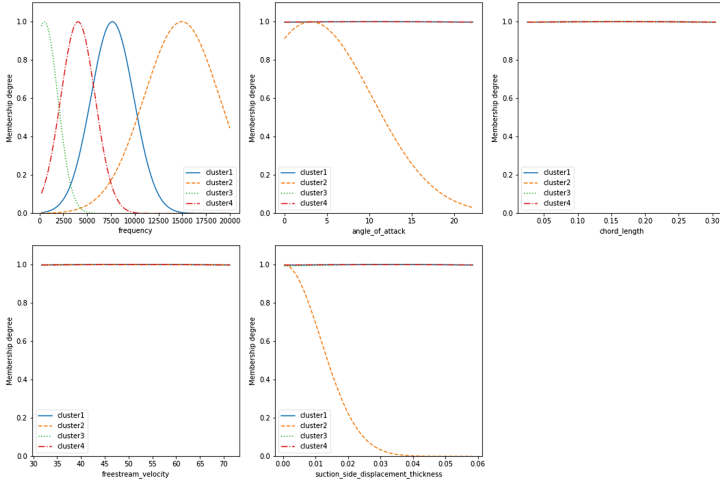 Membership degree
1.0
0.8
0.6
0.4
0.2
0.0
cluster1
cluster2
cluster3
cluster4
0 2500 5000 7500 10000 12500 15000 17500 20000
frequency
Membership degree
1.0
0.8
0.6
0.4
0.2
0.0
cluster1
cluster2
cluster3
cluster4
0 5 10 15 20
angle_of_attack
Membership degree
1.0
0.8
0.6
0.4
0.2
0.0
cluster1
cluster2
cluster3
cluster4
0.05 0.10 0.15 0.20 0.25 0.30
chord_length
Membership degree
1.0
0.8
0.6
0.4
0.2
0.0
cluster1
cluster2
cluster3
cluster4
30 35 40 45 50 55 60 65 70
freestream_velocity
Membership degree
1.0
0.8
0.6
0.4
0.2
0.0
cluster1
cluster2
cluster3
cluster4
0.00 0.01 0.02 0.03 0.04 0.05 0.06
suction_side_displacement_thickness